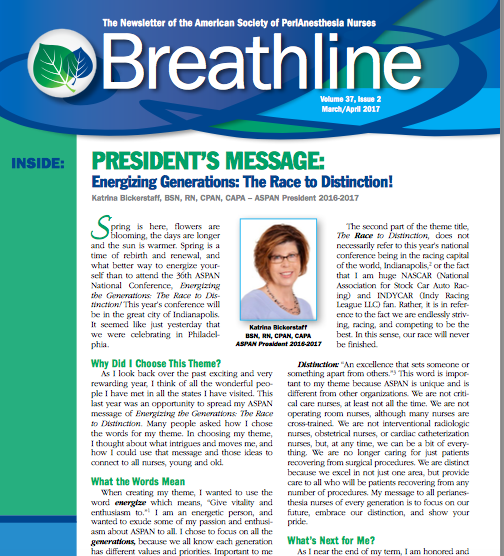 The Newsletter of the American Society of PeriAnesthesia Nurses
Breathline
Volume 37, Issue 2
March/April 2017
INSIDE:
PRESIDENT'S MESSAGE:
Energizing Generations: The Race to Distinction!
Katrina Bickerstaff, BSN, RN, CPAN, CAPA – ASPAN President 2016-2017
Spring is here, flowers are
blooming, the days are longer
and the sun is warmer. Spring is a
time of rebirth and renewal, and
what better way to energize your-
self than to attend the 36th ASPAN
National Conference, Energizing
the Generations: The Race to Dis-
tinction! This year's conference will
be in the great city of Indianapolis.
It seemed like just yesterday that
we were celebrating in Philadel-
phia.
Why Did I Choose This Theme?
As I look back over the past exciting and very
rewarding year, I think of all the wonderful peo-
ple I have met in all the states I have visited. This
last year was an opportunity to spread my ASPAN
message of Energizing the Generations: The Race
to Distinction. Many people asked how I chose
the words for my theme. In choosing my theme,
I thought about what intrigues and moves me, and
how I could use that message and those ideas to
connect to all nurses, young and old.
What the Words Mean
When creating my theme, I wanted to use the
word energize which means, "Give vitality and
enthusiasm to."1 I am an energetic person, and
wanted to exude some of my passion and enthusi-
asm about ASPAN to all. I chose to focus on all the
generations, because we all know each generation
has different values and priorities. Important to me
Katrina Bickerstaff
BSN, RN, CPAN, CAPA
ASPAN President 2016-2017
The second part of the theme title,
The Race to Distinction, does not
necessarily refer to this year's national
conference being in the racing capital
of the world, Indianapolis,2 or the fact
that I am huge NASCAR (National
Association for Stock Car Auto Rac-
ing) and INDYCAR (Indy Racing
League LLC) fan. Rather, it is in refer-
ence to the fact we are endlessly striv-
ing, racing, and competing to be the
best. In this sense, our race will never
be finished.
Distinction: "An excellence that sets someone or
something apart from others."3 This word is impor-
tant to my theme because ASPAN is unique and is
different from other organizations. We are not criti-
cal care nurses, at least not all the time. We are not
operating room nurses, although many nurses are
cross-trained. We are not interventional radiologic
nurses, obstetrical nurses, or cardiac catheterization
nurses, but, at any time, we can be a bit of every-
thing. We are no longer caring for just patients
recovering from surgical procedures. We are distinct
because we excel in not just one area, but provide
care to all who will be patients recovering from any
number of procedures. My message to all perianes-
thesia nurses of every generation is to focus on our
future, embrace our distinction, and show your
pride.
What's Next for Me?
As I near the end of my term, I am honored and